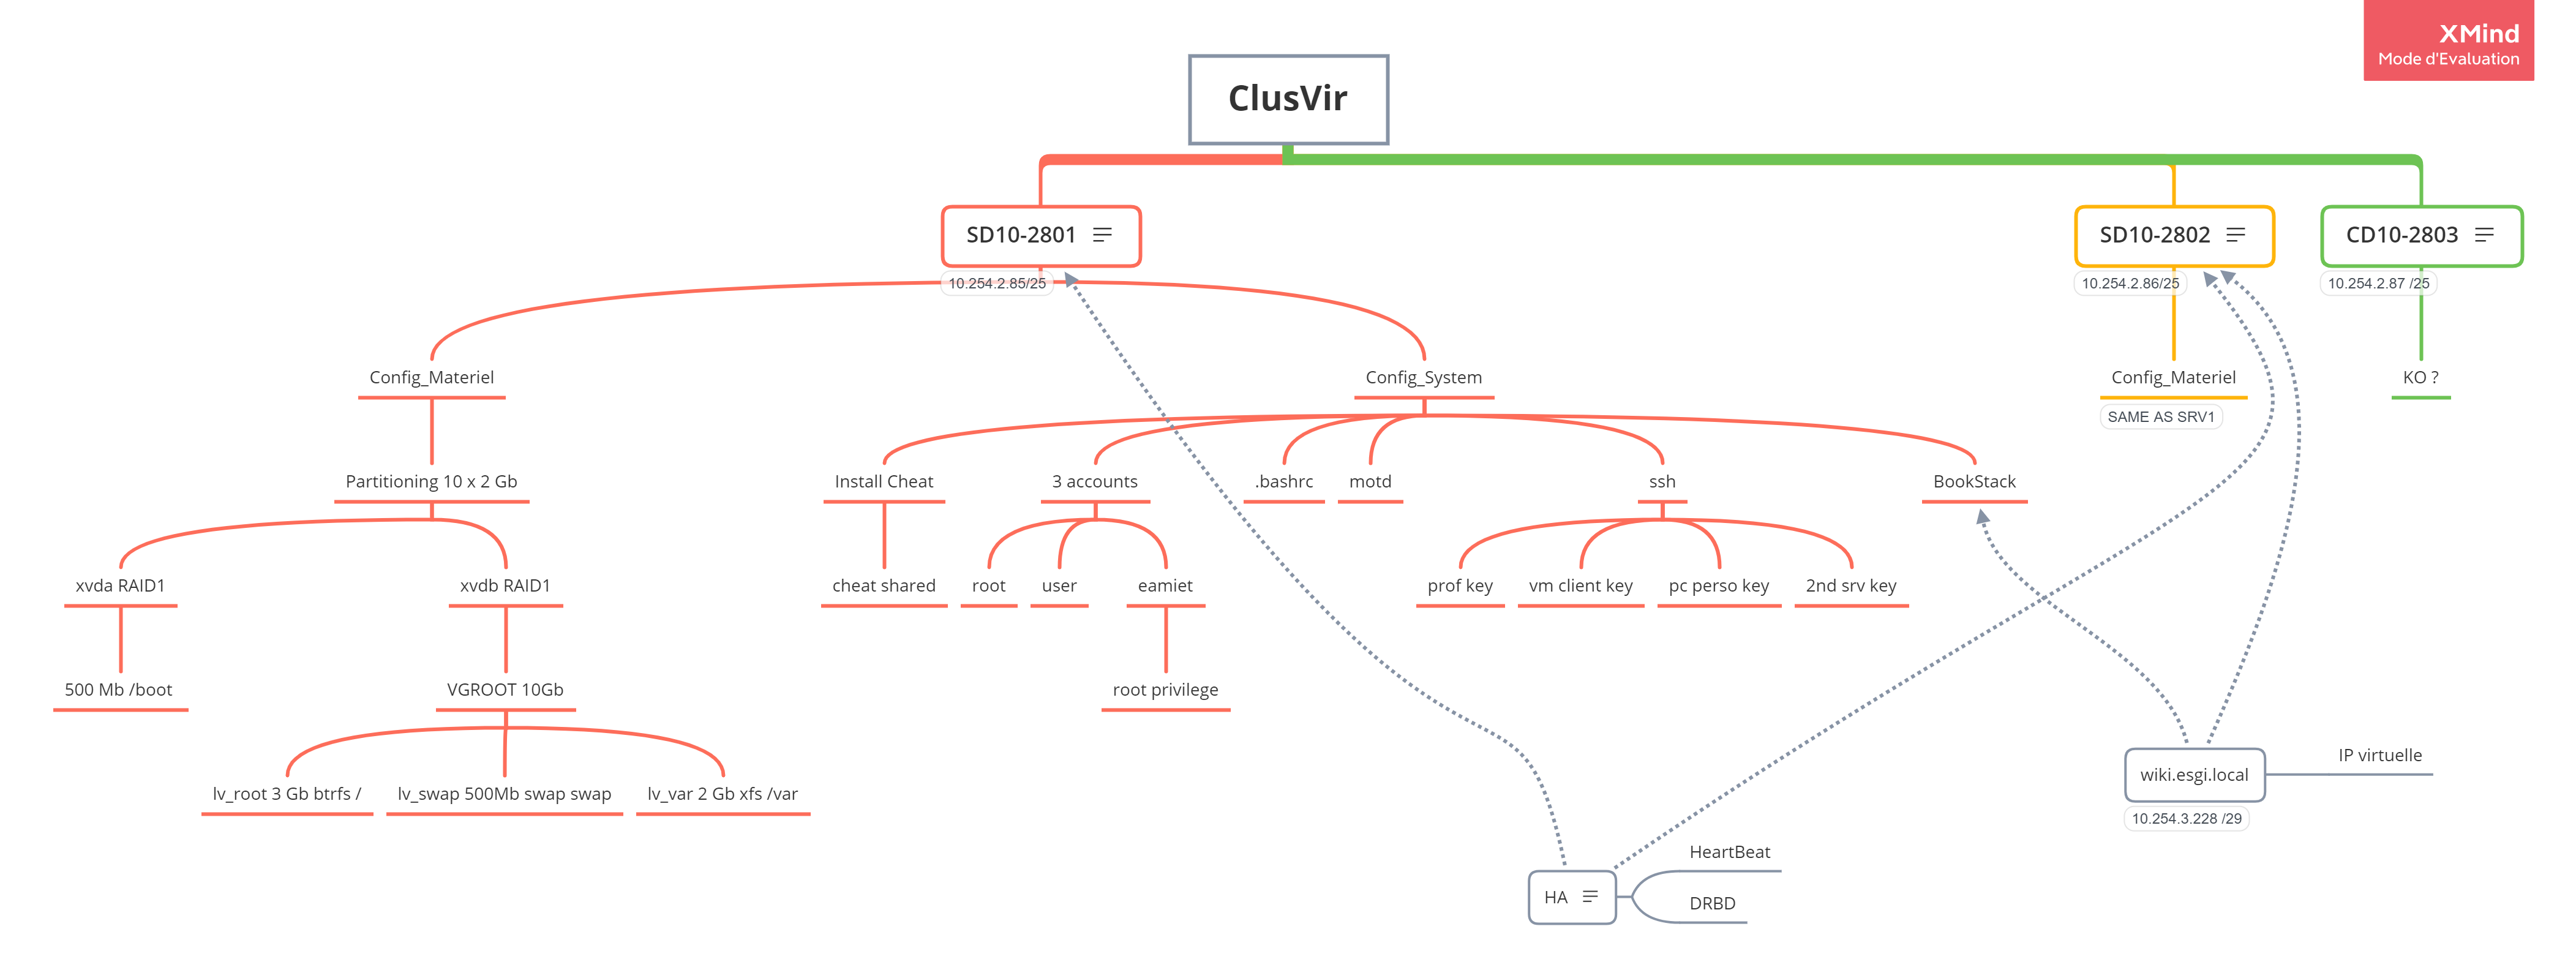 XMind
Mode d'Evaluation
ClusVir
SD10-2801
10.254.2.85/25
SD10-2802
10.254.2.86/25
CD10-2803
10.254.2.87 /25
Config_Materiel
Config_System
Config_Materiel
SAME AS SRV1
KO ?
Partitioning 10 x 2 Gb
Install Cheat
3 accounts
.bashrc
motd
ssh
BookStack
xvda RAID1
xvdb RAID1
cheat shared
root
user
eamiet
prof key
vm client key
pc perso key
2nd srv key
500 Mb /boot
VGROOT 10Gb
root privilege
lv_root 3 Gb btrfs /
lv_swap 500Mb swap swap
lv_var 2 Gb xfs /var
wiki.esgi.local
10.254.3.228 /29
IP virtuelle
HA
HeartBeat
DRBD